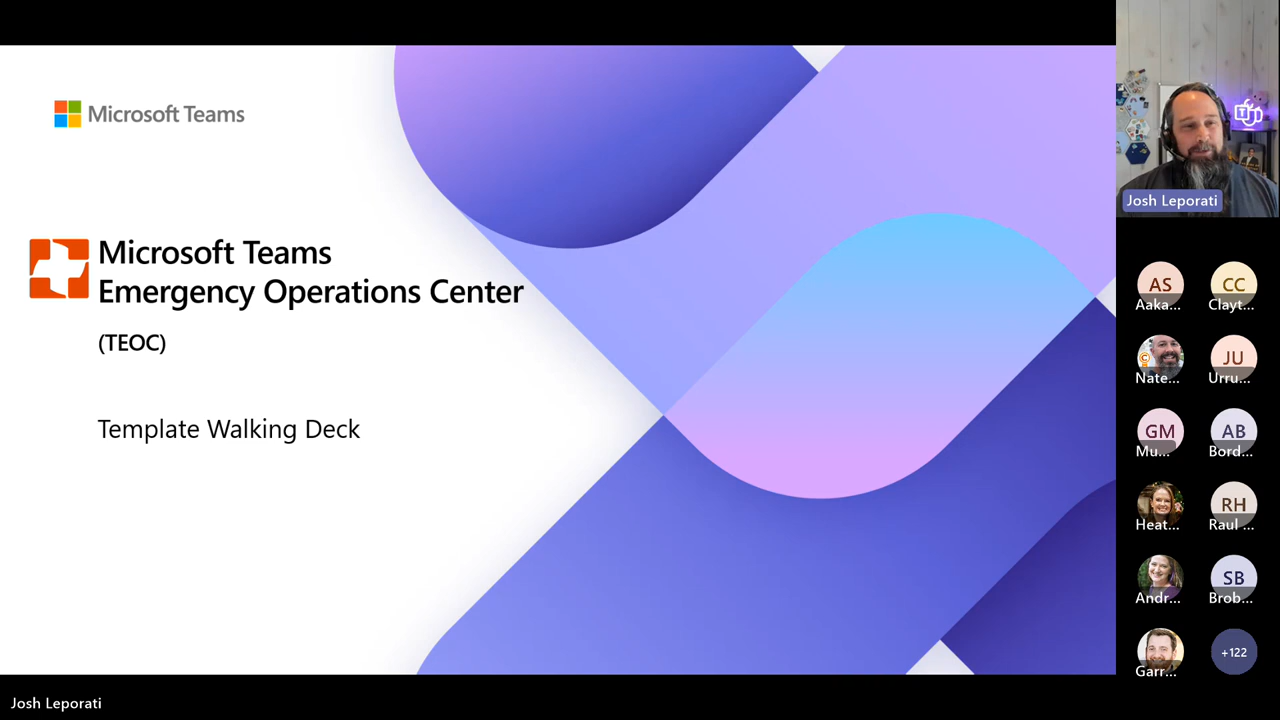 Microsoft Teams
Microsoft Teams
Emergency Operations Center
(TEOC)
Template Walking Deck
Josh Leporati
AS
CC
Aaka...
Clayt...
Nate...
JU
Urru...
GM
AB
Mu...
Bord...
RH
Heat...
Raul ...
SB
Andr...
Brob...
+122
Garr...
Josh Leporati